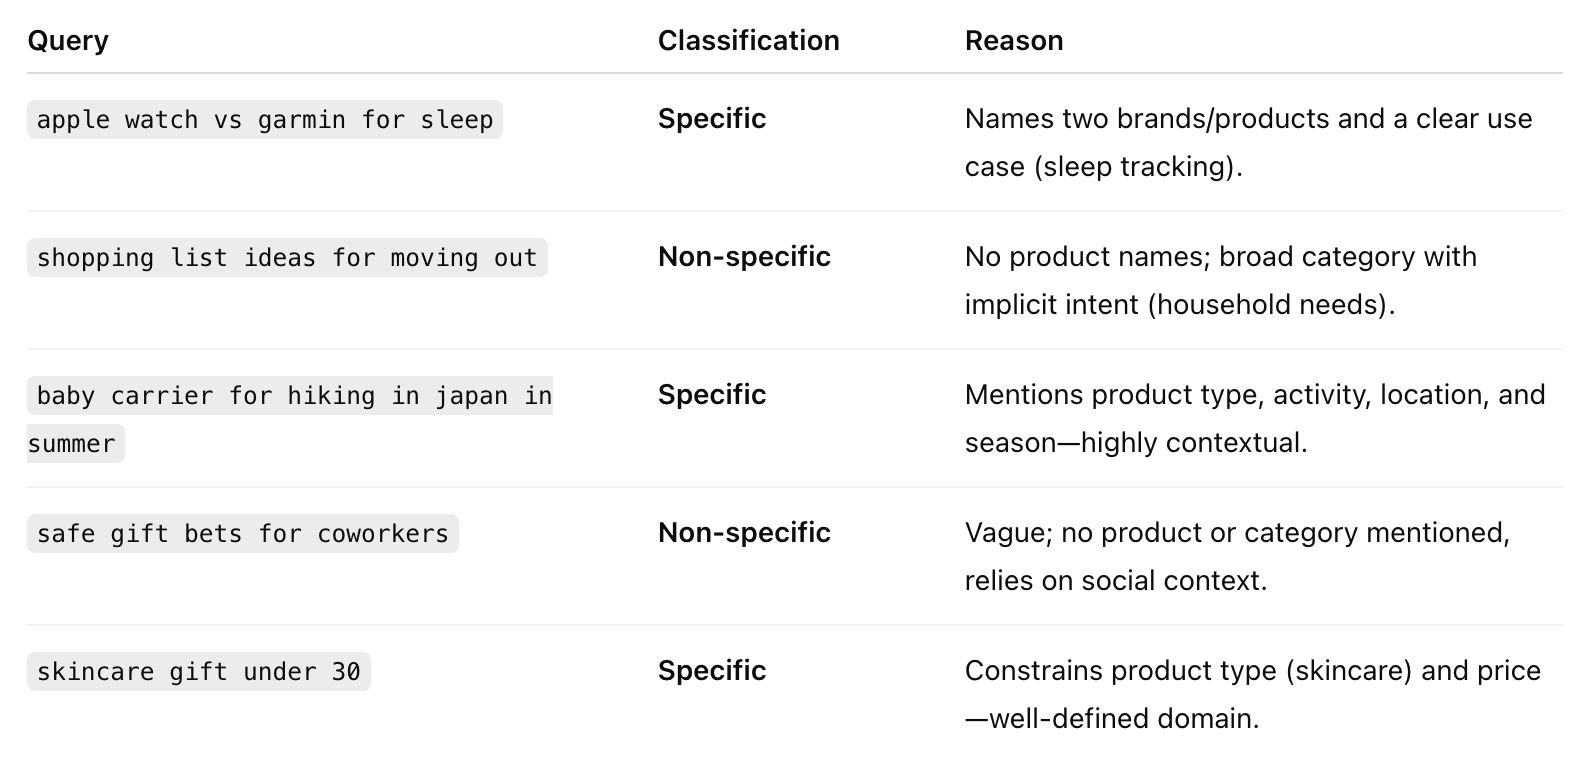 Query Classification Reason
apple watch vs garmin for sleep Specific Names two brands/products and a clear use
case (sleep tracking).
shopping list ideas for moving out Non-specific No product names; broad category with
implicit intent (household needs).
baby carrier for hiking in japan in Specific Mentions product type, activity, location, and
summer season—highly contextual.
safe gift bets for coworkers Non-specific Vague; no product or category mentioned,
relies on social context.
skincare gift under 30 Specific Constrains product type (skincare) and price
—well-defined domain.